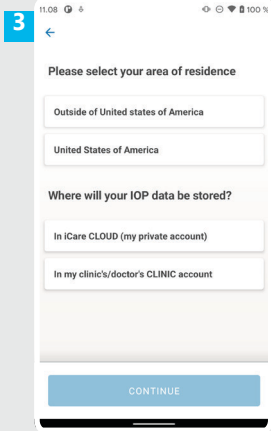 3
11.08 100 %
Please select your area of residence
Outside of United states of America
United States of America
Where will your IOP data be stored?
In iCare CLOUD (my private account)
In my clinic's/doctor's CLINIC account
CONTINUE